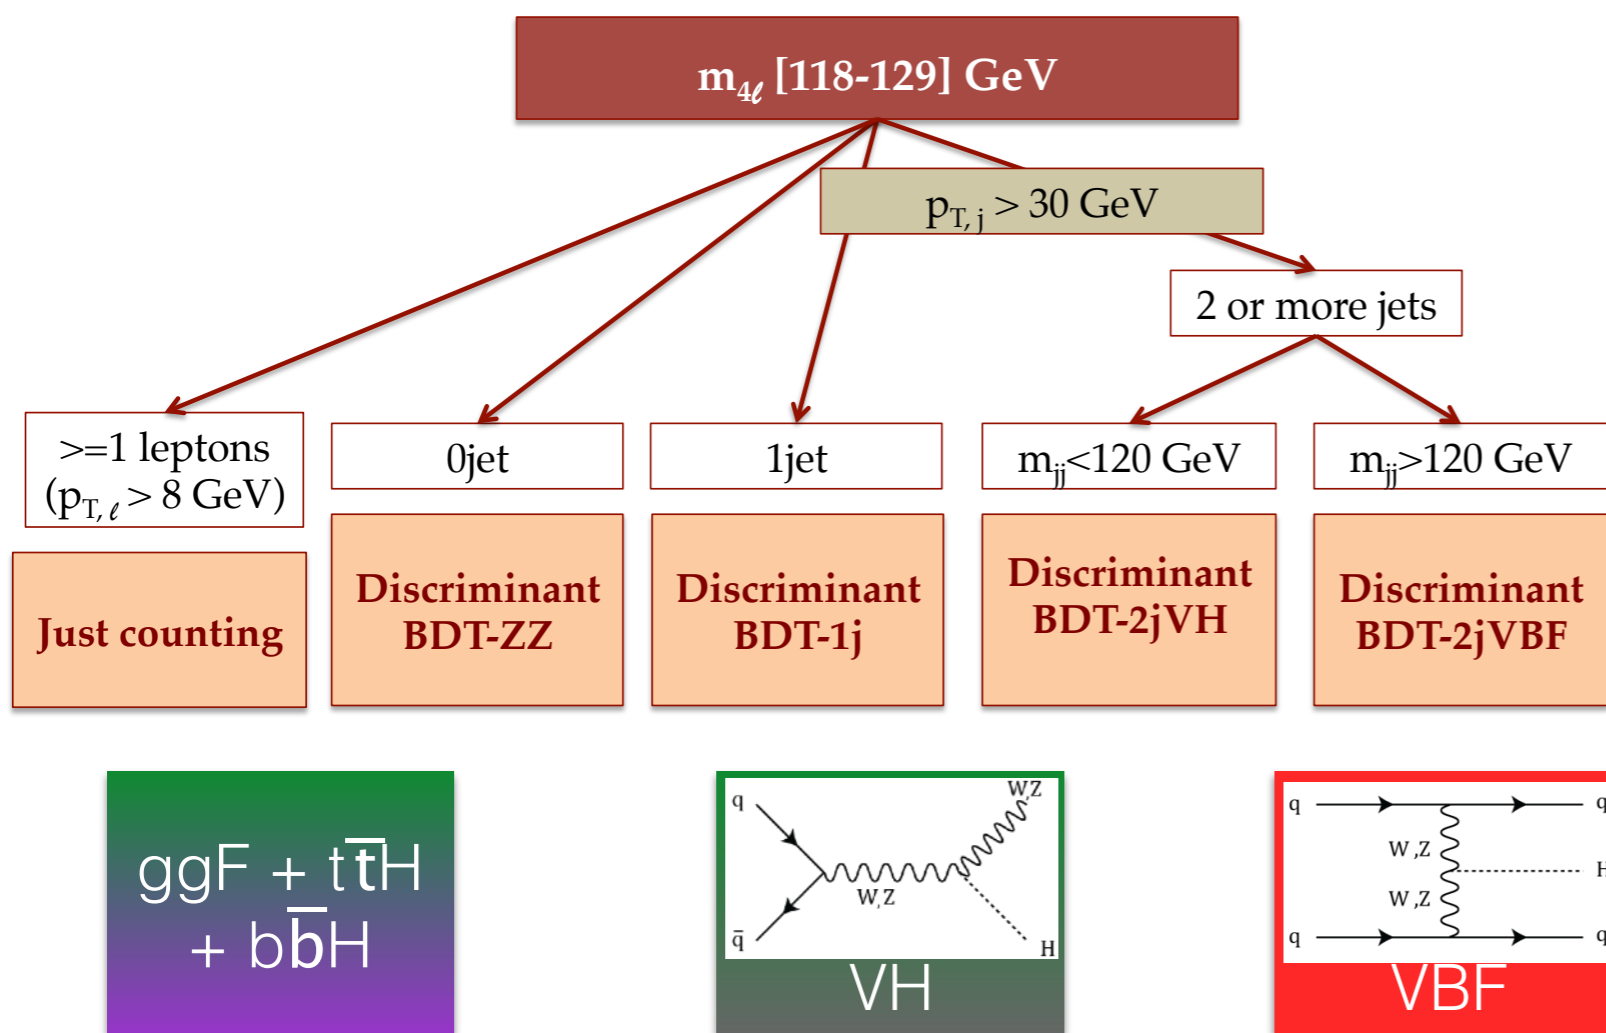 m4ℓ [118-129] GeV
pT, j > 30 GeV
2 or more jets
>=1 leptons
(pT, ℓ > 8 GeV)
0jet
1jet
mjj<120 GeV
mjj>120 GeV
Just counting
Discriminant
BDT-ZZ
Discriminant
BDT-1j
Discriminant
BDT-2jVH
Discriminant
BDT-2jVBF
ggF + tt̄H
+ bb̄H
q
W,Z
W,Z
q̄
H
VH
q
q
W,Z
H
W,Z
q
q
VBF